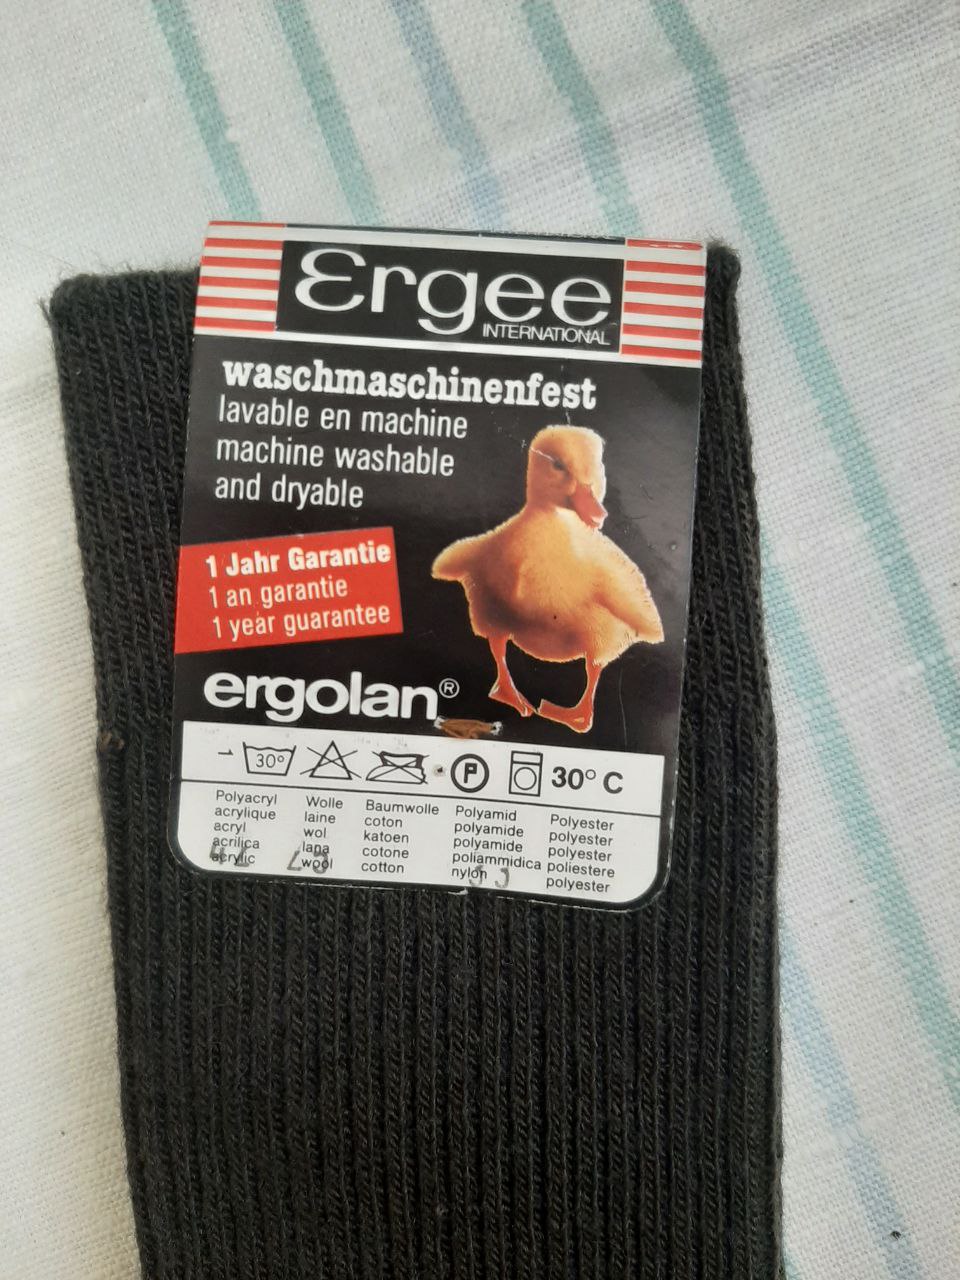 Ergee
INTERNATIONAL
waschmaschinenfest
lavable en machine
machine washable
and dryable
1 Jahr Garantie
1 an garantie
1 year guarantee
ergolan®
30° P 30° C
Polyacryl Wolle Baumwolle Polyamid Polyester
acrylique laine coton polyamide polyester
acryl wol katoen polyamide polyester
acrilica lana cotone poliammidica poliestere
acrylic wool cotton nylon polyester